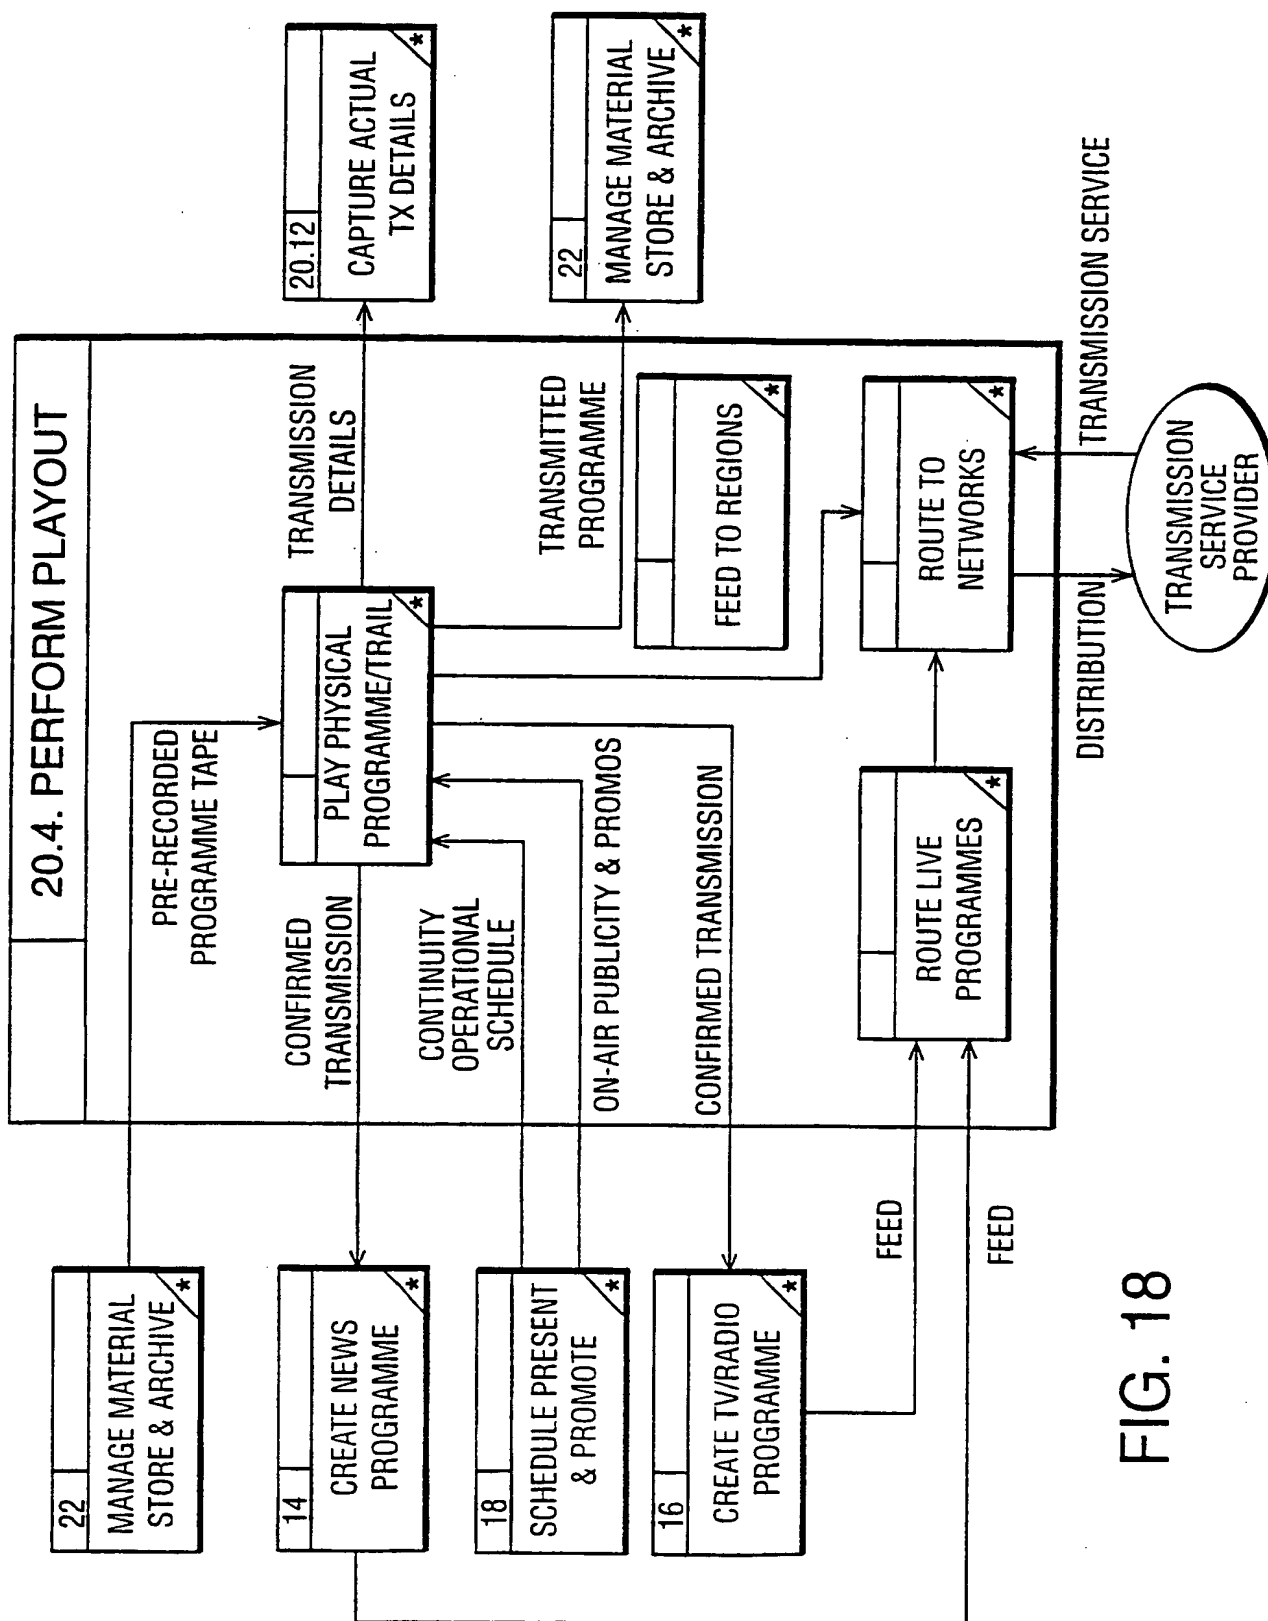 20.4. PERFORM PLAYOUT
22
MANAGE MATERIAL
STORE & ARCHIVE
PRE-RECORDED
PROGRAMME TAPE
14
CREATE NEWS
PROGRAMME
CONFIRMED
TRANSMISSION
PLAY PHYSICAL
PROGRAMME/TRAIL
TRANSMISSION
DETAILS
20.12
CAPTURE ACTUAL
TX DETAILS
18
SCHEDULE PRESENT
& PROMOTE
CONTINUITY
OPERATIONAL
SCHEDULE
ON-AIR PUBLICITY & PROMOS
TRANSMITTED
PROGRAMME
22
MANAGE MATERIAL
STORE & ARCHIVE
16
CREATE TV/RADIO
PROGRAMME
CONFIRMED TRANSMISSION
FEED TO REGIONS
FEED
FEED
ROUTE LIVE
PROGRAMMES
ROUTE TO
NETWORKS
DISTRIBUTION
TRANSMISSION SERVICE
TRANSMISSION
SERVICE
PROVIDER
FIG. 18